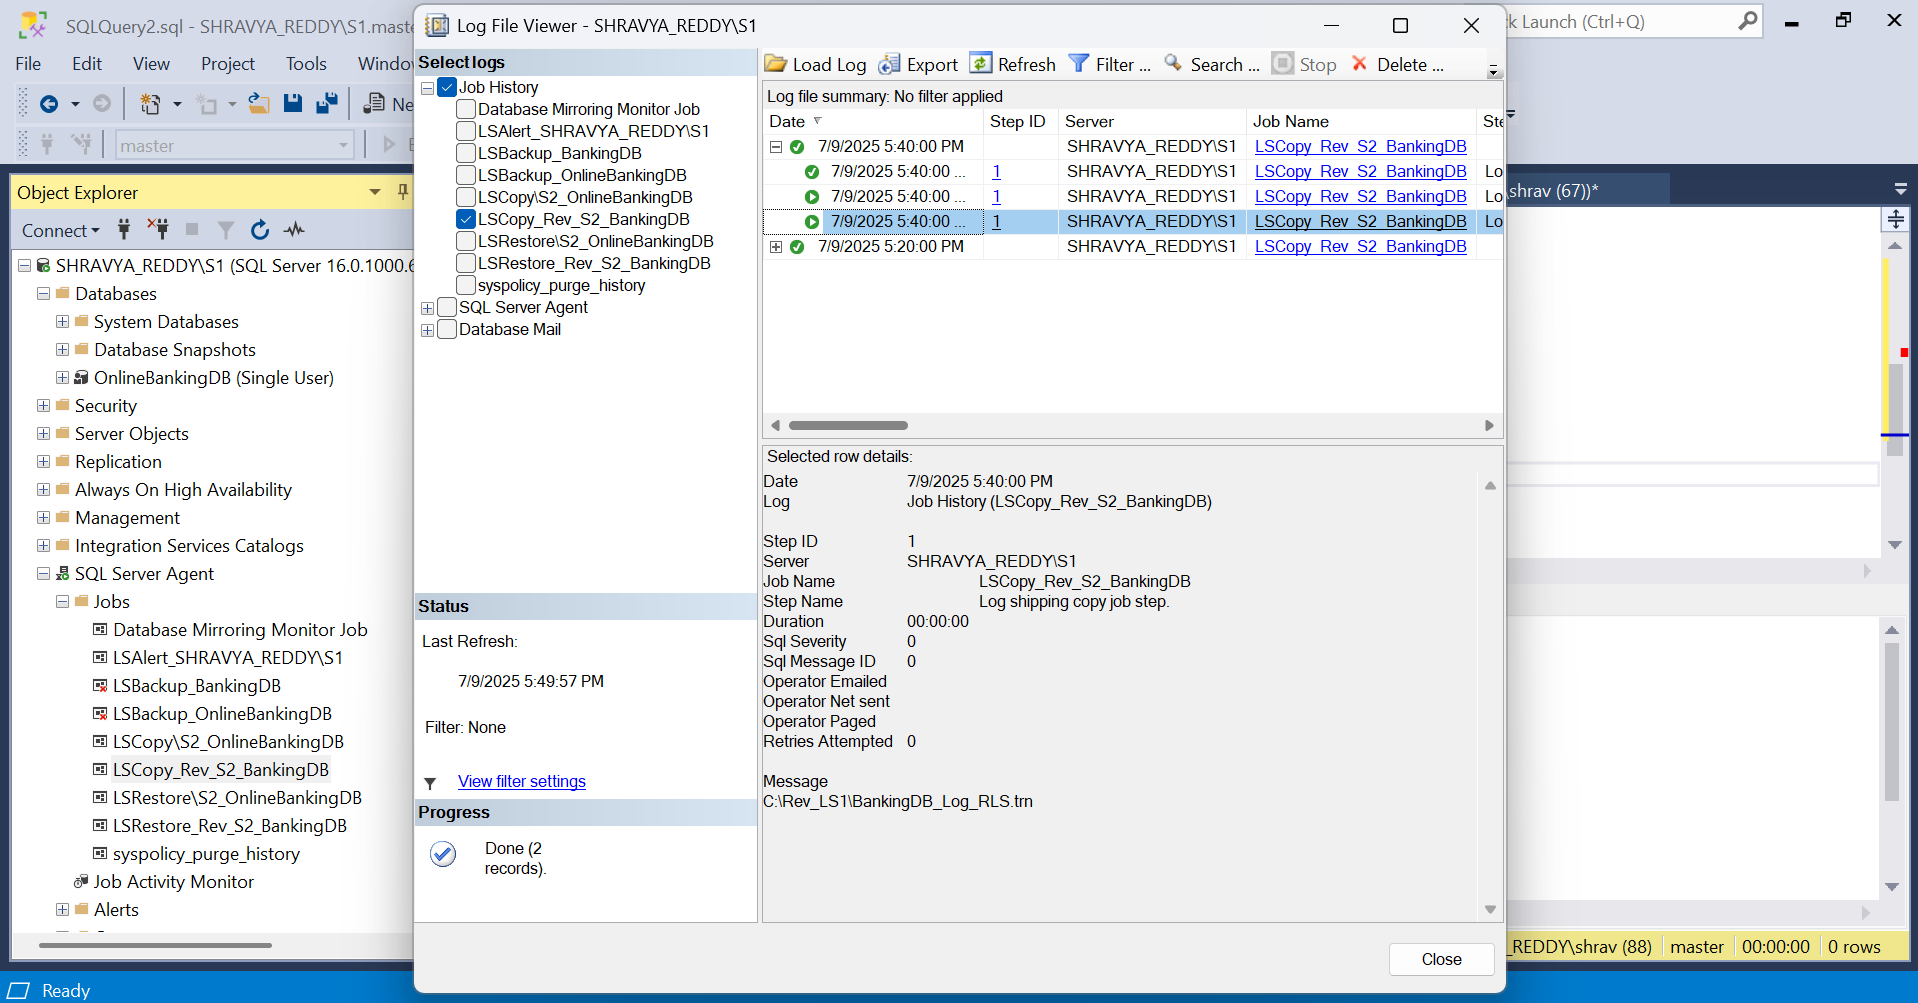 SQLQuery2.sql - SHRAVYA_REDDY\S1.maste
k Launch (Ctrl+Q)
File Edit View Project Tools Windo
Ne
master
Object Explorer
Connect
SHRAVYA_REDDY\S1 (SQL Server 16.0.1000.6
Databases
System Databases
Database Snapshots
OnlineBankingDB (Single User)
Security
Server Objects
Replication
Always On High Availability
Management
Integration Services Catalogs
SQL Server Agent
Jobs
Database Mirroring Monitor Job
LSAlert_SHRAVYA_REDDY\S1
LSBackup_BankingDB
LSBackup_OnlineBankingDB
LSCopy\S2_OnlineBankingDB
LSCopy_Rev_S2_BankingDB
LSRestore\S2_OnlineBankingDB
LSRestore_Rev_S2_BankingDB
syspolicy_purge_history
Job Activity Monitor
Alerts
Ready
Log File Viewer - SHRAVYA_REDDY\S1
Select logs
Job History
Database Mirroring Monitor Job
LSAlert_SHRAVYA_REDDY\S1
LSBackup_BankingDB
LSBackup_OnlineBankingDB
LSCopy\S2_OnlineBankingDB
LSCopy_Rev_S2_BankingDB
LSRestore\S2_OnlineBankingDB
LSRestore_Rev_S2_BankingDB
syspolicy_purge_history
SQL Server Agent
Database Mail
Status
Last Refresh:
7/9/2025 5:49:57 PM
Filter: None
View filter settings
Progress
Done (2
records).
Load Log Export Refresh Filter ... Search ... Stop Delete ...
Log file summary: No filter applied
Date Step ID Server Job Name Ste
7/9/2025 5:40:00 PM SHRAVYA_REDDY\S1 LSCopy_Rev_S2_BankingDB
7/9/2025 5:40:00 ... 1 SHRAVYA_REDDY\S1 LSCopy_Rev_S2_BankingDB Lo
7/9/2025 5:40:00 ... 1 SHRAVYA_REDDY\S1 LSCopy_Rev_S2_BankingDB Lo
7/9/2025 5:40:00 ... 1 SHRAVYA_REDDY\S1 LSCopy_Rev_S2_BankingDB Lo
7/9/2025 5:20:00 PM SHRAVYA_REDDY\S1 LSCopy_Rev_S2_BankingDB
Selected row details:
Date 7/9/2025 5:40:00 PM
Log Job History (LSCopy_Rev_S2_BankingDB)
Step ID 1
Server SHRAVYA_REDDY\S1
Job Name LSCopy_Rev_S2_BankingDB
Step Name Log shipping copy job step.
Duration 00:00:00
Sql Severity 0
Sql Message ID 0
Operator Emailed
Operator Net sent
Operator Paged
Retries Attempted 0
Message
C:\Rev_LS1\BankingDB_Log_RLS.trn
Close
\shrav (67))*
_REDDY\shrav (88) master 00:00:00 0 rows